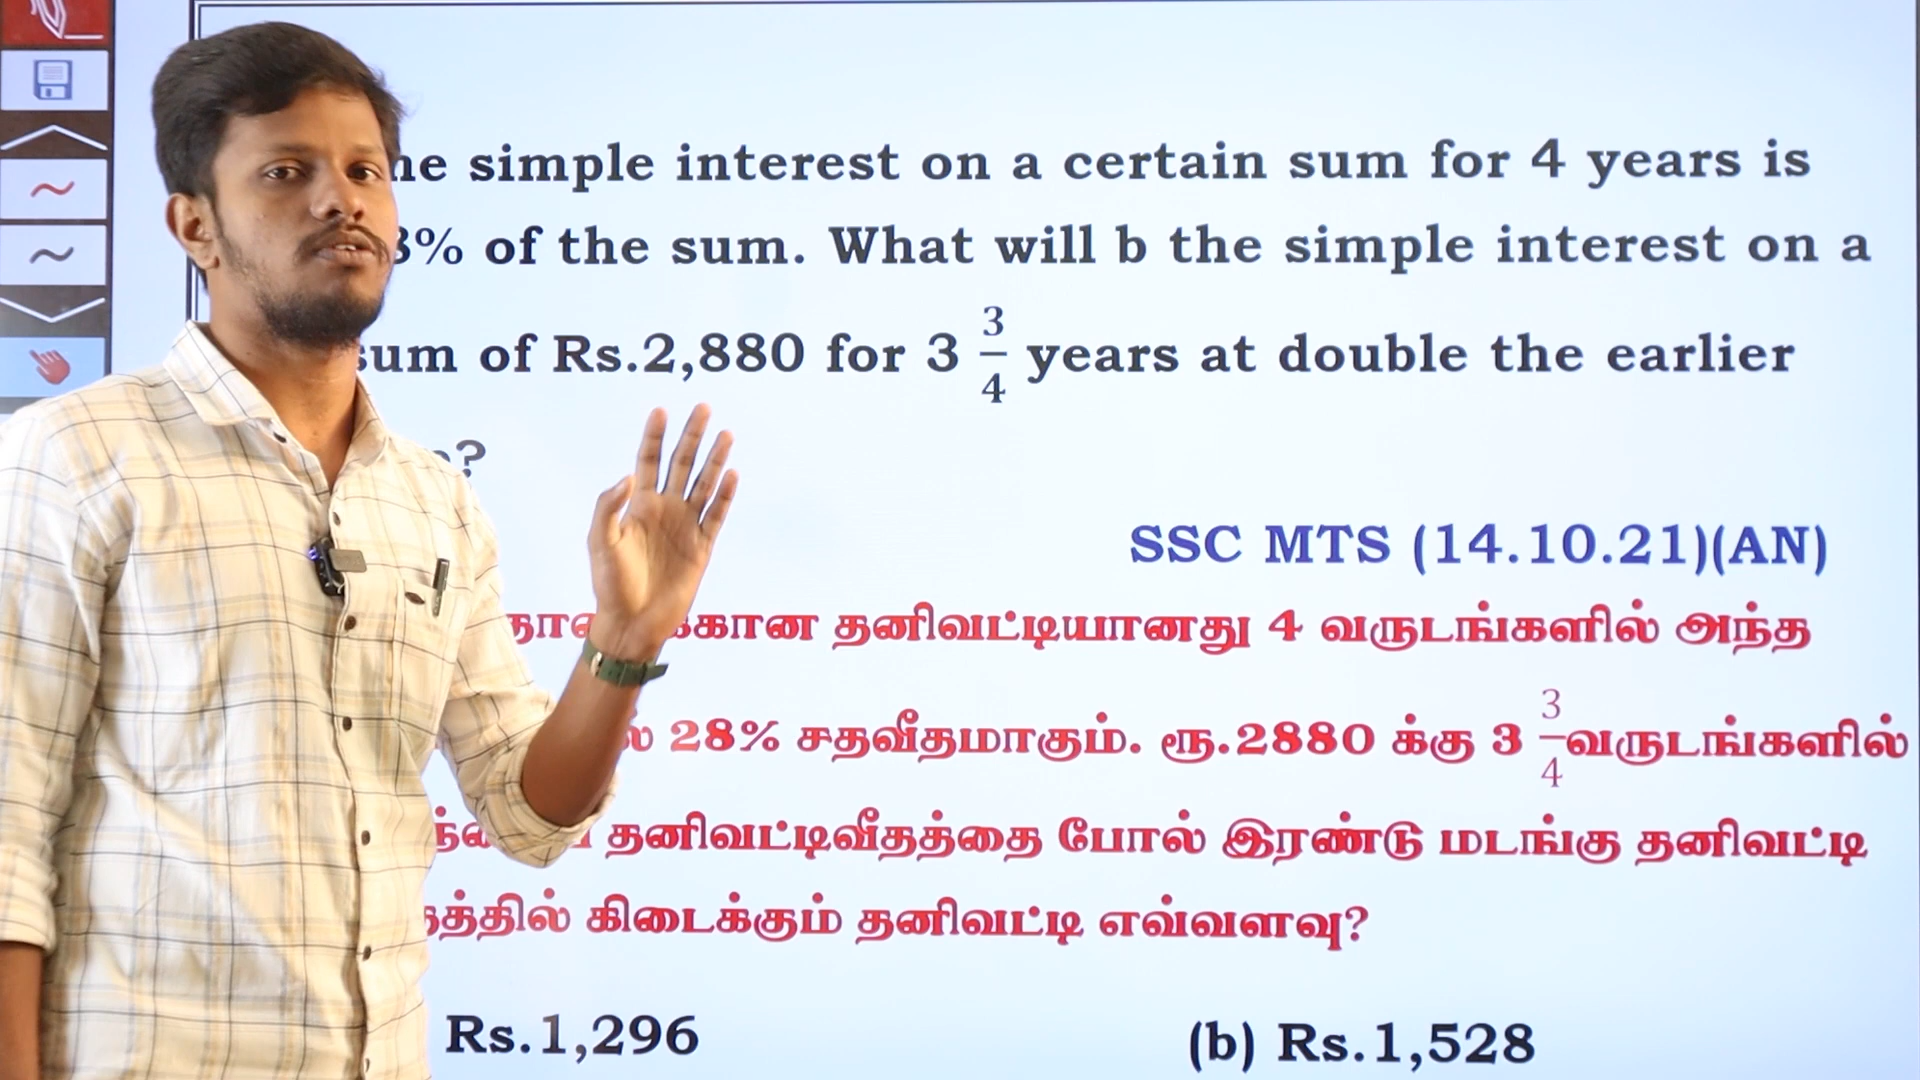 simple interest on a certain sum for 4 years is
% of the sum. What will b the simple interest on a
of Rs.2,880 for 3 3/4 years at double the earlier
?
SSC MTS (14.10.21)(AN)
தனிவட்டியானது 4 வருடங்களில் அந்த
28% சதவீதமாகும். ரூ.2880 க்கு 3 3/4 வருடங்களில்
தனிவட்டிவீதத்தை போல் இரண்டு மடங்கு தனிவட்டி
கிடைக்கும் தனிவட்டி எவ்வளவு?
Rs.1,296 (b) Rs.1,528